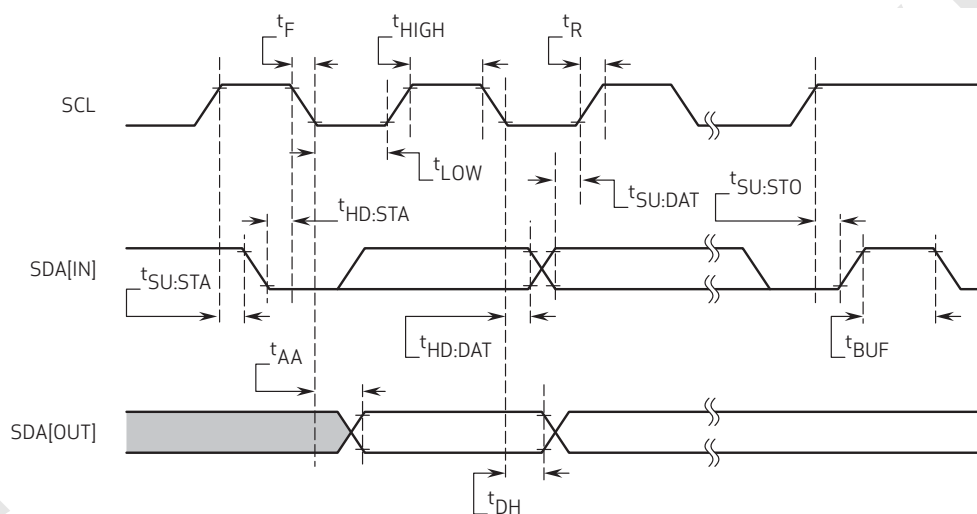 tF tHIGH tR
SCL
tLOW tSU:DAT tSU:STO
tHD:STA
SDA[IN]
tSU:STA
tHD:DAT tBUF
tAA
SDA[OUT]
tDH